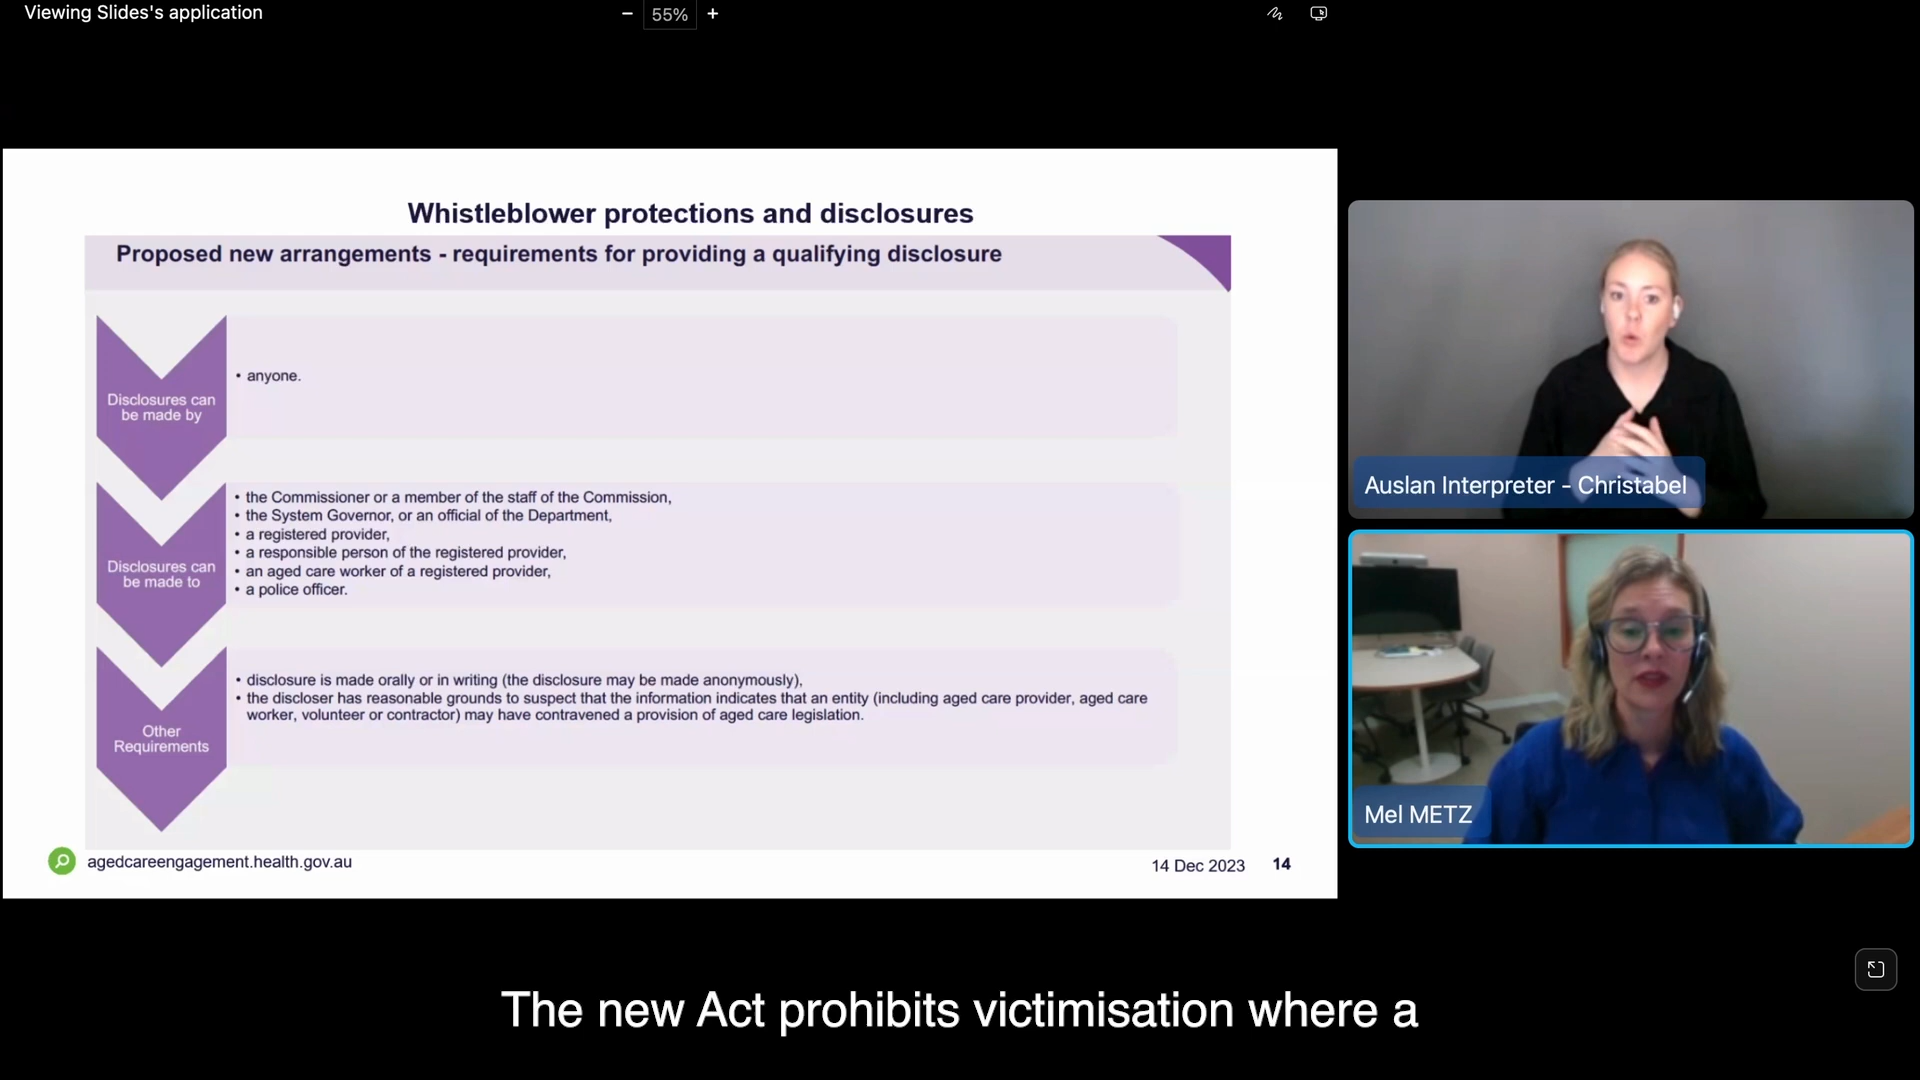 Viewing Slides's application
− 55% +
Whistleblower protections and disclosures
Proposed new arrangements - requirements for providing a qualifying disclosure
Disclosures can
be made by
• anyone.
Disclosures can
be made to
• the Commissioner or a member of the staff of the Commission,
• the System Governor, or an official of the Department,
• a registered provider,
• a responsible person of the registered provider,
• an aged care worker of a registered provider,
• a police officer.
Other
Requirements
• disclosure is made orally or in writing (the disclosure may be made anonymously),
• the discloser has reasonable grounds to suspect that the information indicates that an entity (including aged care provider, aged care
worker, volunteer or contractor) may have contravened a provision of aged care legislation.
agedcareengagement.health.gov.au
14 Dec 2023 14
Auslan Interpreter - Christabel
Mel METZ
The new Act prohibits victimisation where a